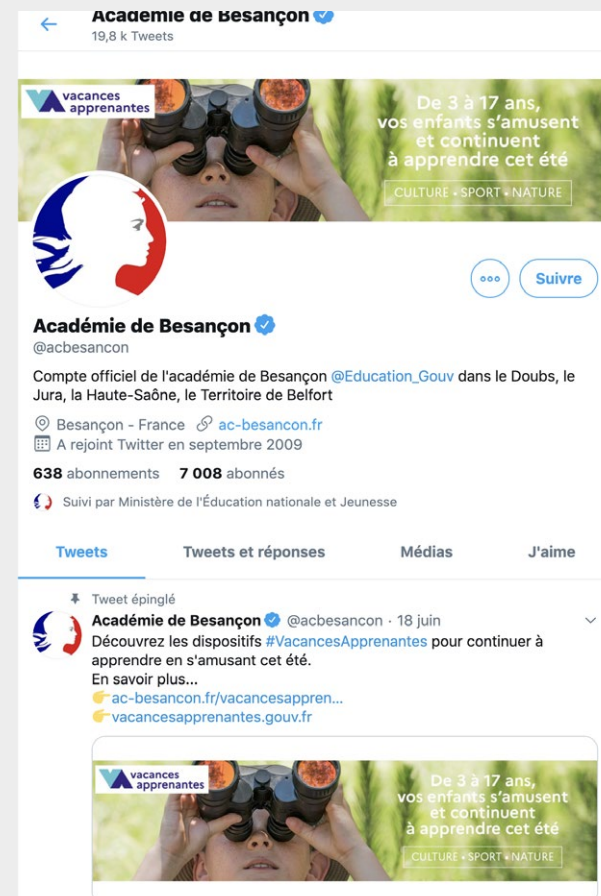 Académie de Besançon
19,8 k Tweets
vacances
apprenantes
De 3 à 17 ans,
vos enfants s'amusent
et continuent
à apprendre cet été
CULTURE • SPORT • NATURE
Suivre
Académie de Besançon
@acbesancon
Compte officiel de l'académie de Besançon @Education_Gouv dans le Doubs, le
Jura, la Haute-Saône, le Territoire de Belfort
Besançon - France ac-besancon.fr
A rejoint Twitter en septembre 2009
638 abonnements 7 008 abonnés
Suivi par Ministère de l'Éducation nationale et Jeunesse
Tweets Tweets et réponses Médias J'aime
Tweet épinglé
Académie de Besançon @acbesancon · 18 juin
Découvrez les dispositifs #VacancesApprenantes pour continuer à
apprendre en s'amusant cet été.
En savoir plus...
👉ac-besancon.fr/vacancesappren...
👉vacancesapprenantes.gouv.fr
vacances
apprenantes
De 3 à 17 ans,
vos enfants s'amusent
et continuent
à apprendre cet été
CULTURE • SPORT • NATURE